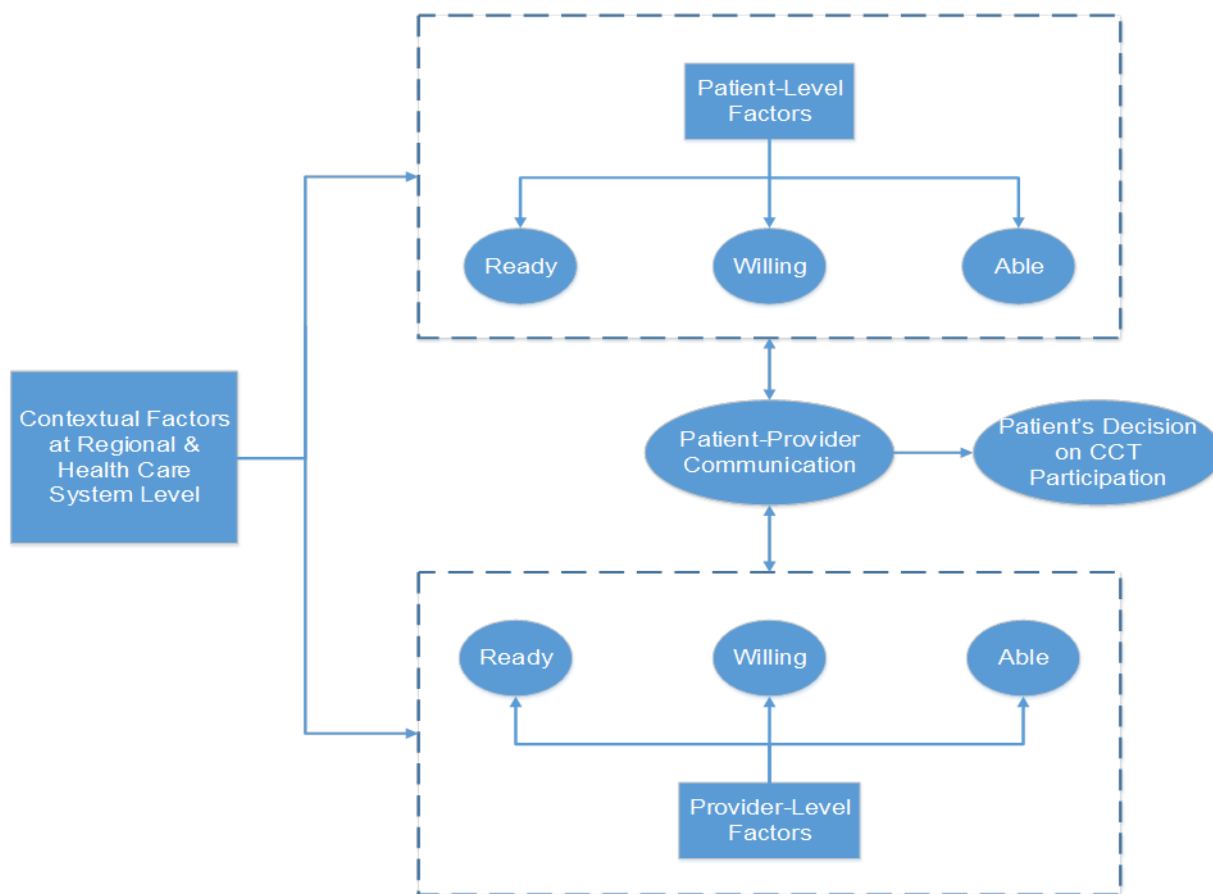 Patient-Level
Factors
Ready
Willing
Able
Contextual Factors
at Regional &
Health Care
System Level
Patient-Provider
Communication
Patient’s Decision
on CCT
Participation
Ready
Willing
Able
Provider-Level
Factors